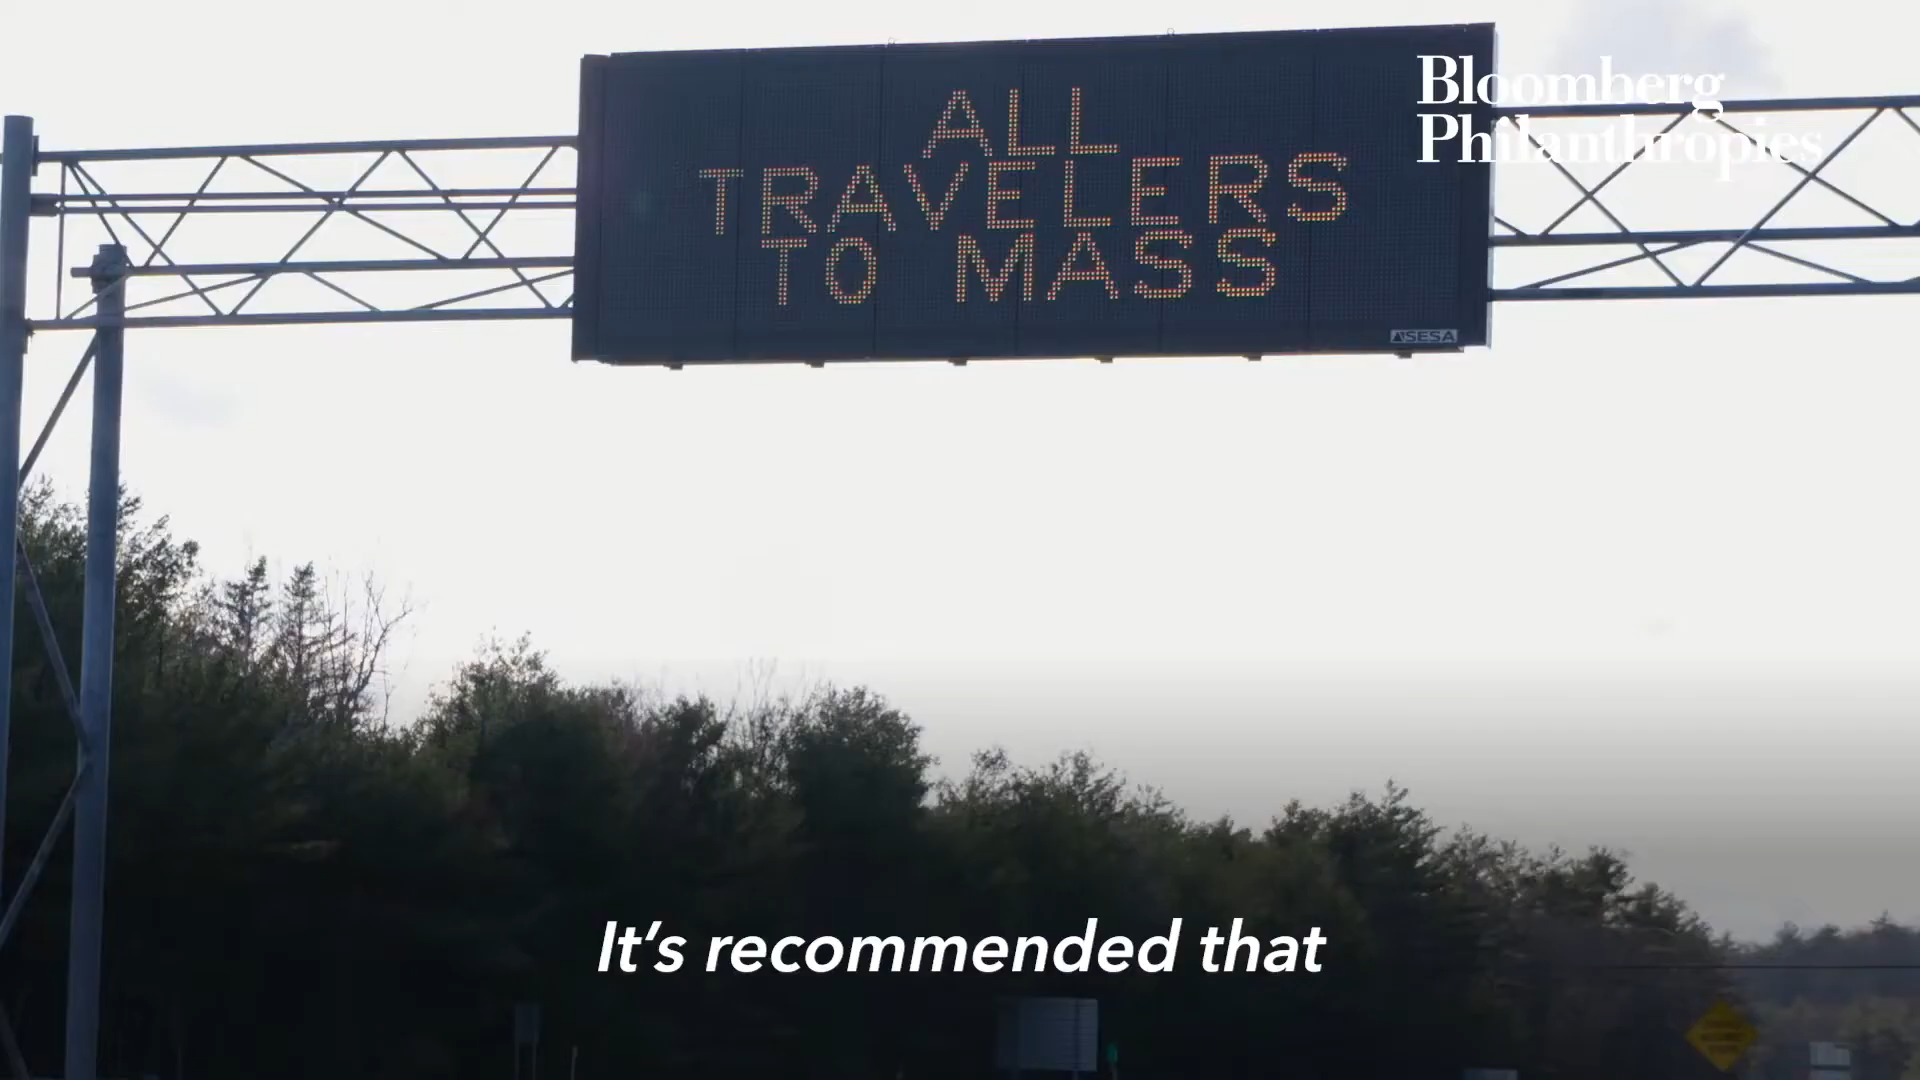 Bloomberg
Philanthropies
ALL
TRAVELERS
TO MASS
SESA
It's recommended that